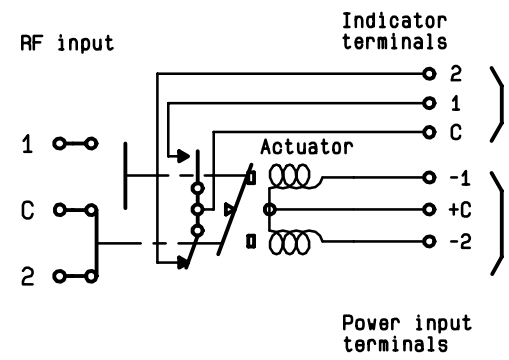 Indicator
terminals
RF input
2
1
C
1
Actuator
-1
C
+C
-2
2
Power input
terminals